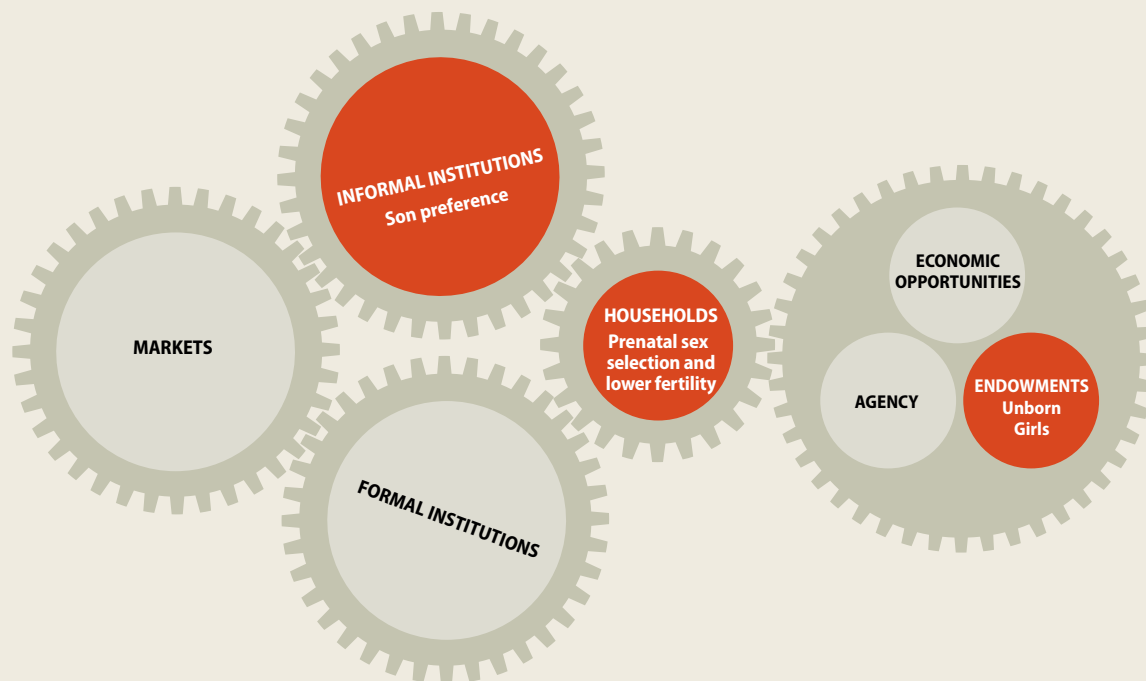 INFORMAL INSTITUTIONS
Son preference
MARKETS
FORMAL INSTITUTIONS
HOUSEHOLDS
Prenatal sex
selection and
lower fertility
ECONOMIC
OPPORTUNITIES
AGENCY
ENDOWMENTS
Unborn
Girls